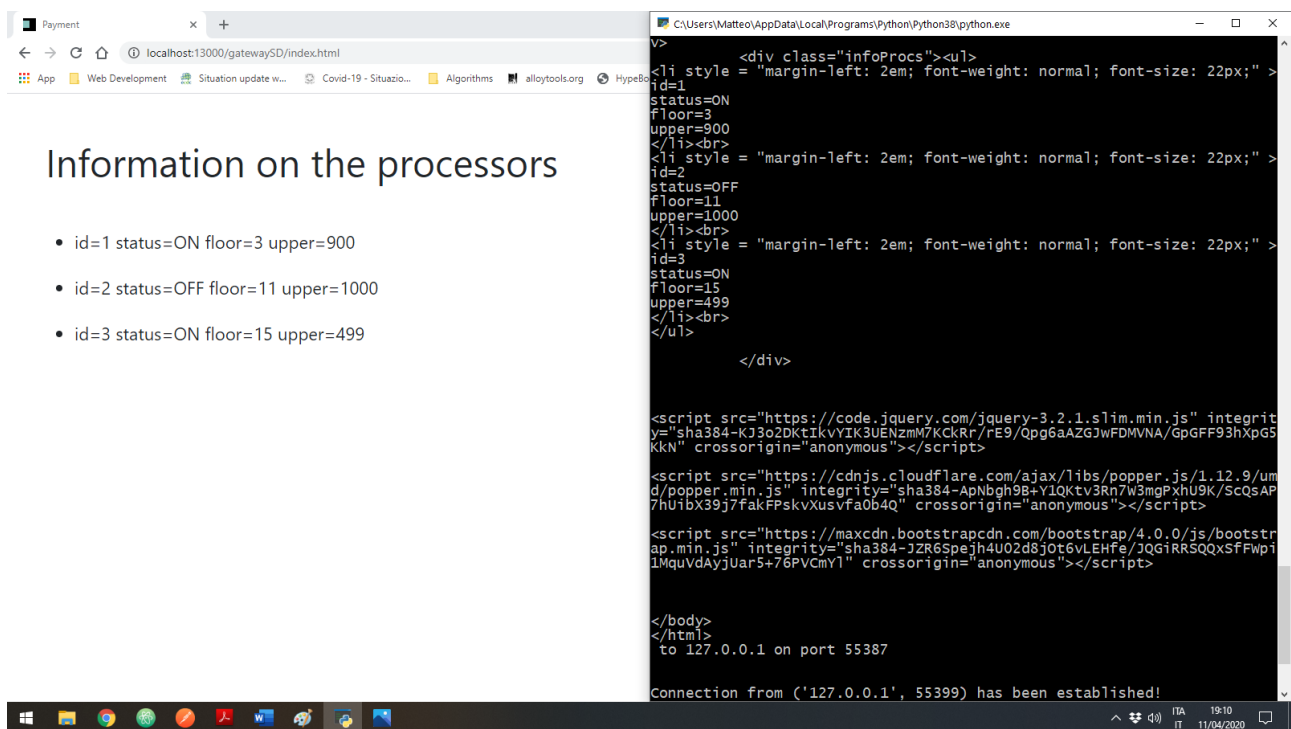 Payment
localhost:13000/gatewaySD/index.html
App Web Development Situation update w... Covid-19 - Situazio... Algorithms alloytools.org HypeBo
Information on the processors
id=1 status=ON floor=3 upper=900
id=2 status=OFF floor=11 upper=1000
id=3 status=ON floor=15 upper=499
C:\Users\Matteo\AppData\Local\Programs\Python\Python38\python.exe
v>
<div class="infoProcs"><ul>
<li style = "margin-left: 2em; font-weight: normal; font-size: 22px;" >
id=1
status=ON
floor=3
upper=900
</li><br>
<li style = "margin-left: 2em; font-weight: normal; font-size: 22px;" >
id=2
status=OFF
floor=11
upper=1000
</li><br>
<li style = "margin-left: 2em; font-weight: normal; font-size: 22px;" >
id=3
status=ON
floor=15
upper=499
</li><br>
</ul>
</div>
<script src="https://code.jquery.com/jquery-3.2.1.slim.min.js" integrit
y="sha384-KJ3o2DKtIkvYIK3UENzmM7KCkRr/rE9/Qpg6aAZGJwFDMVNA/GpGFF93hXpG5
KkN" crossorigin="anonymous"></script>
<script src="https://cdnjs.cloudflare.com/ajax/libs/popper.js/1.12.9/um
d/popper.min.js" integrity="sha384-ApNbgh9B+Y1QKtv3Rn7W3mgPxhU9K/ScQsAP
7hUibX39j7fakFPskvXusvfa0b4Q" crossorigin="anonymous"></script>
<script src="https://maxcdn.bootstrapcdn.com/bootstrap/4.0.0/js/bootstr
ap.min.js" integrity="sha384-JZR6Spejh4U02d8jOt6vLEHfe/JQGiRRSQQxSfFWpi
1MquVdAyjUar5+76PVCmYl" crossorigin="anonymous"></script>
</body>
</html>
to 127.0.0.1 on port 55387
Connection from ('127.0.0.1', 55399) has been established!
ITA 19:10
IT 11/04/2020